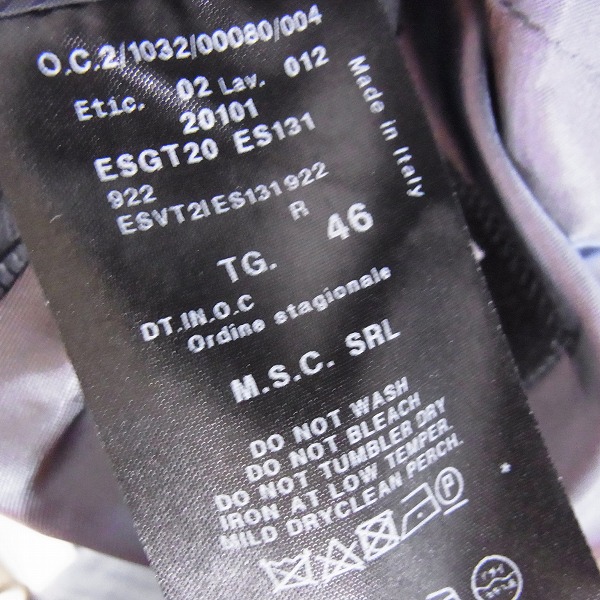 O.C.2/1032/00080/004
Etic. 02 Lav. 012
20101
ESGT20 ES131
922
ESVT21ES131922
R
TG. 46
Made in Italy
DT.IN.O.C
Ordine stagionale
M.S.C. SRL
DO NOT WASH
DO NOT BLEACH
DO NOT TUMBLER DRY
IRON AT LOW TEMPER.
MILD DRYCLEAN PERCH.
P